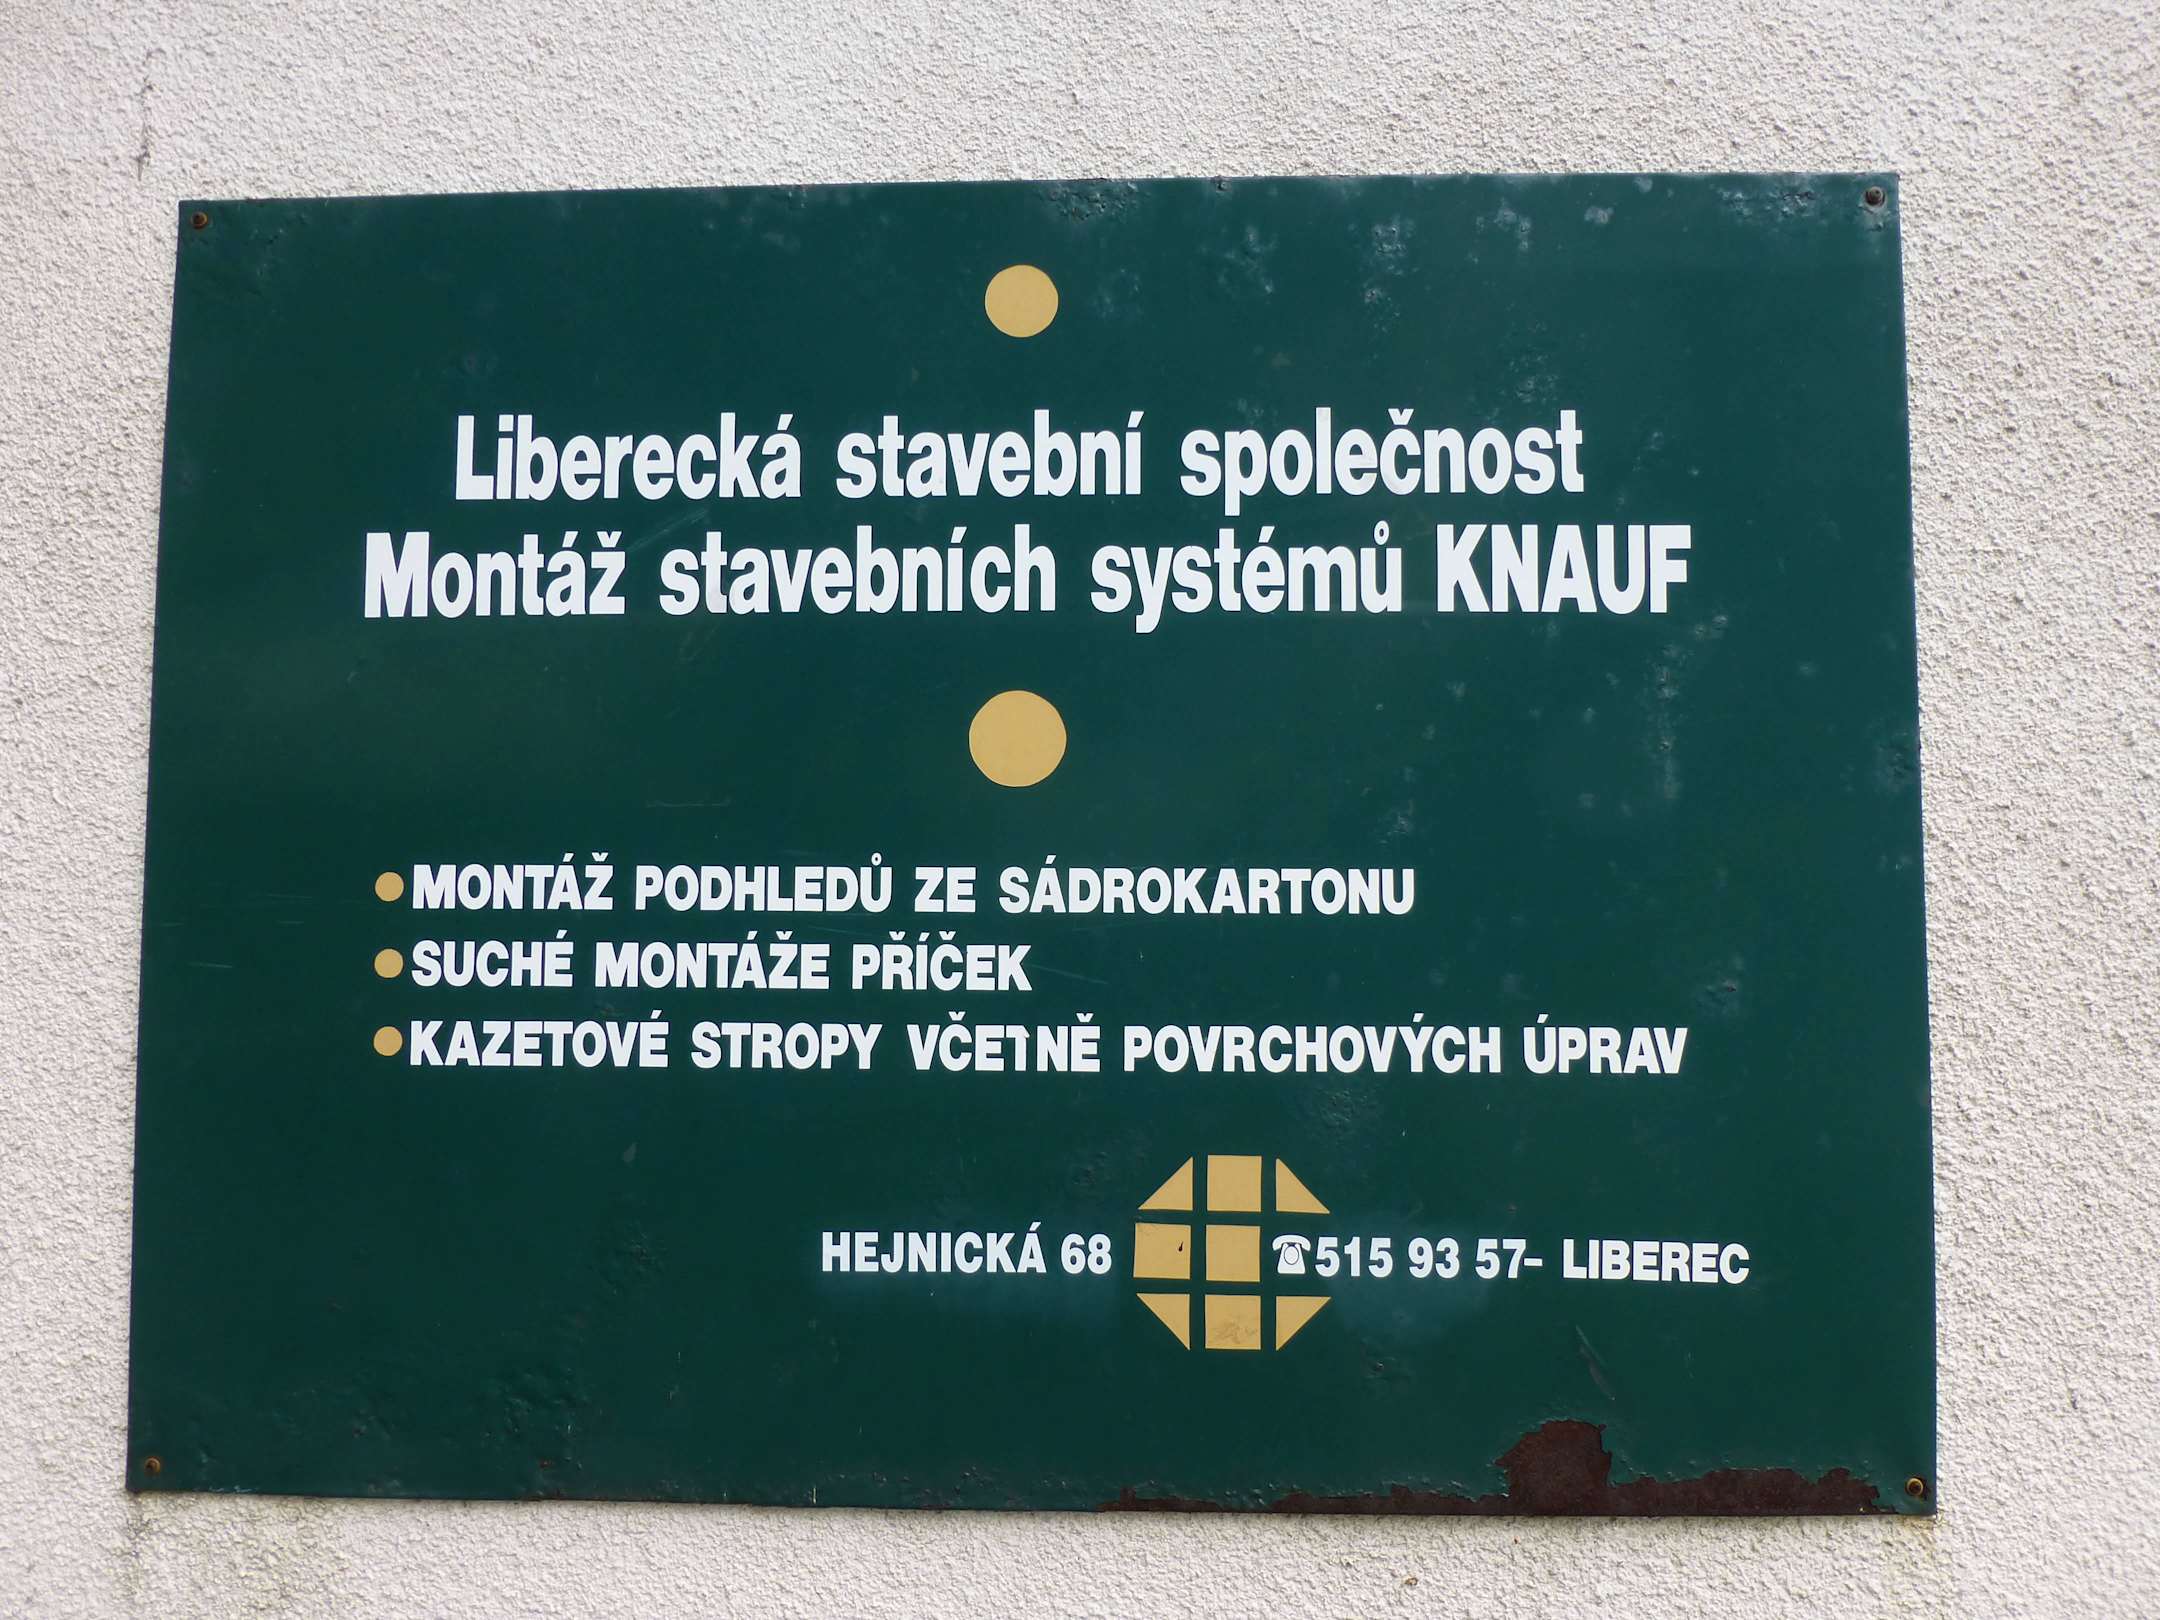 Liberecká stavební společnost
Montáž stavebních systémů KNAUF
MONTÁŽ PODHLEDŮ ZE SÁDROKARTONU
SUCHÉ MONTÁŽE PŘÍČEK
KAZETOVÉ STROPY VČETNĚ POVRCHOVÝCH ÚPRAV
HEJNICKÁ 68 ☎515 93 57- LIBEREC